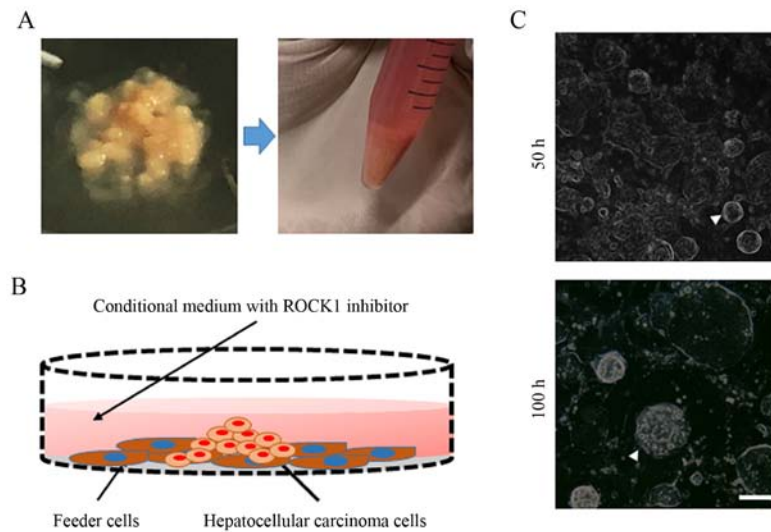 A
C
50 h
B
Conditional medium with ROCK1 inhibitor
100 h
Feeder cells
Hepatocellular carcinoma cells